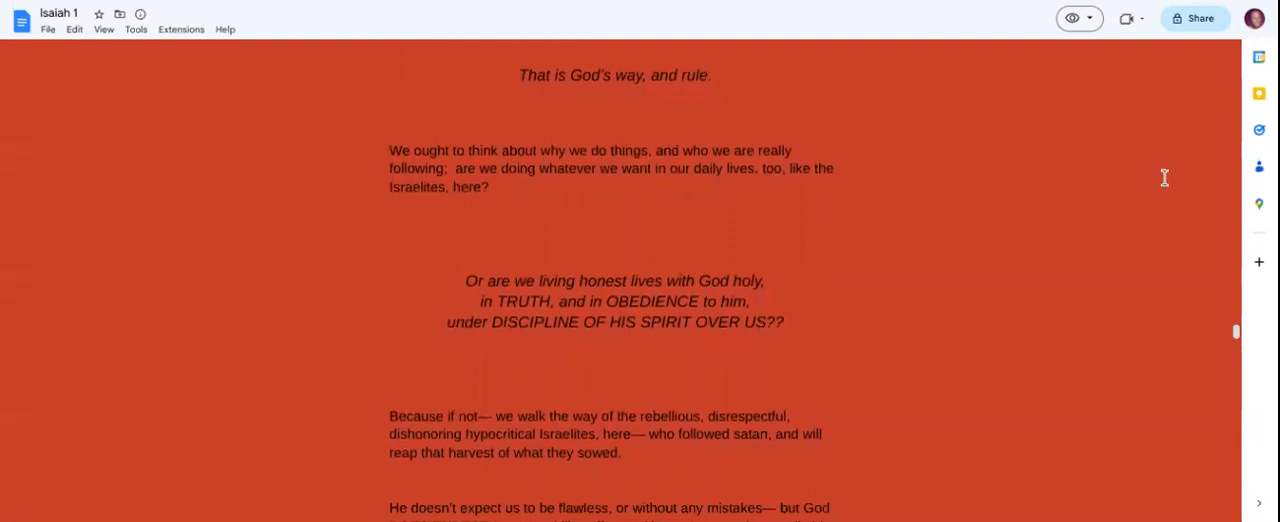 Isaiah 1
File Edit View Tools Extensions Help
Share
That is God's way, and rule.
We ought to think about why we do things, and who we are really
following;  are we doing whatever we want in our daily lives. too, like the
Israelites, here?
Or are we living honest lives with God holy,
in TRUTH, and in OBEDIENCE to him,
under DISCIPLINE OF HIS SPIRIT OVER US??
Because if not— we walk the way of the rebellious, disrespectful,
dishonoring hypocritical Israelites, here— who followed satan, and will
reap that harvest of what they sowed.
He doesn't expect us to be flawless, or without any mistakes— but God